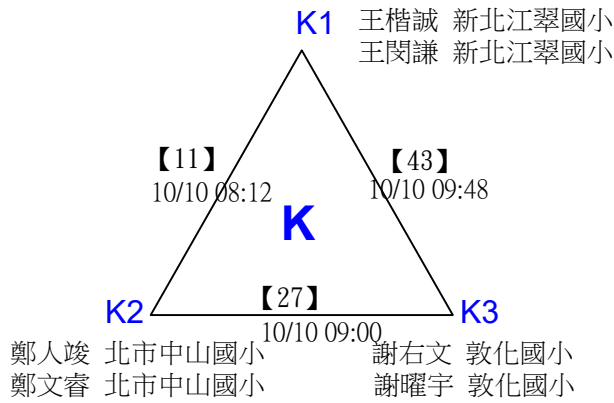 K1
王楷誠 新北江翠國小
王閔謙 新北江翠國小
【11】
10/10 08:12
【43】
10/10 09:48
K
【27】
10/10 09:00
K2
K3
鄭人竣 北市中山國小
鄭文睿 北市中山國小
謝右文 敦化國小
謝曜宇 敦化國小